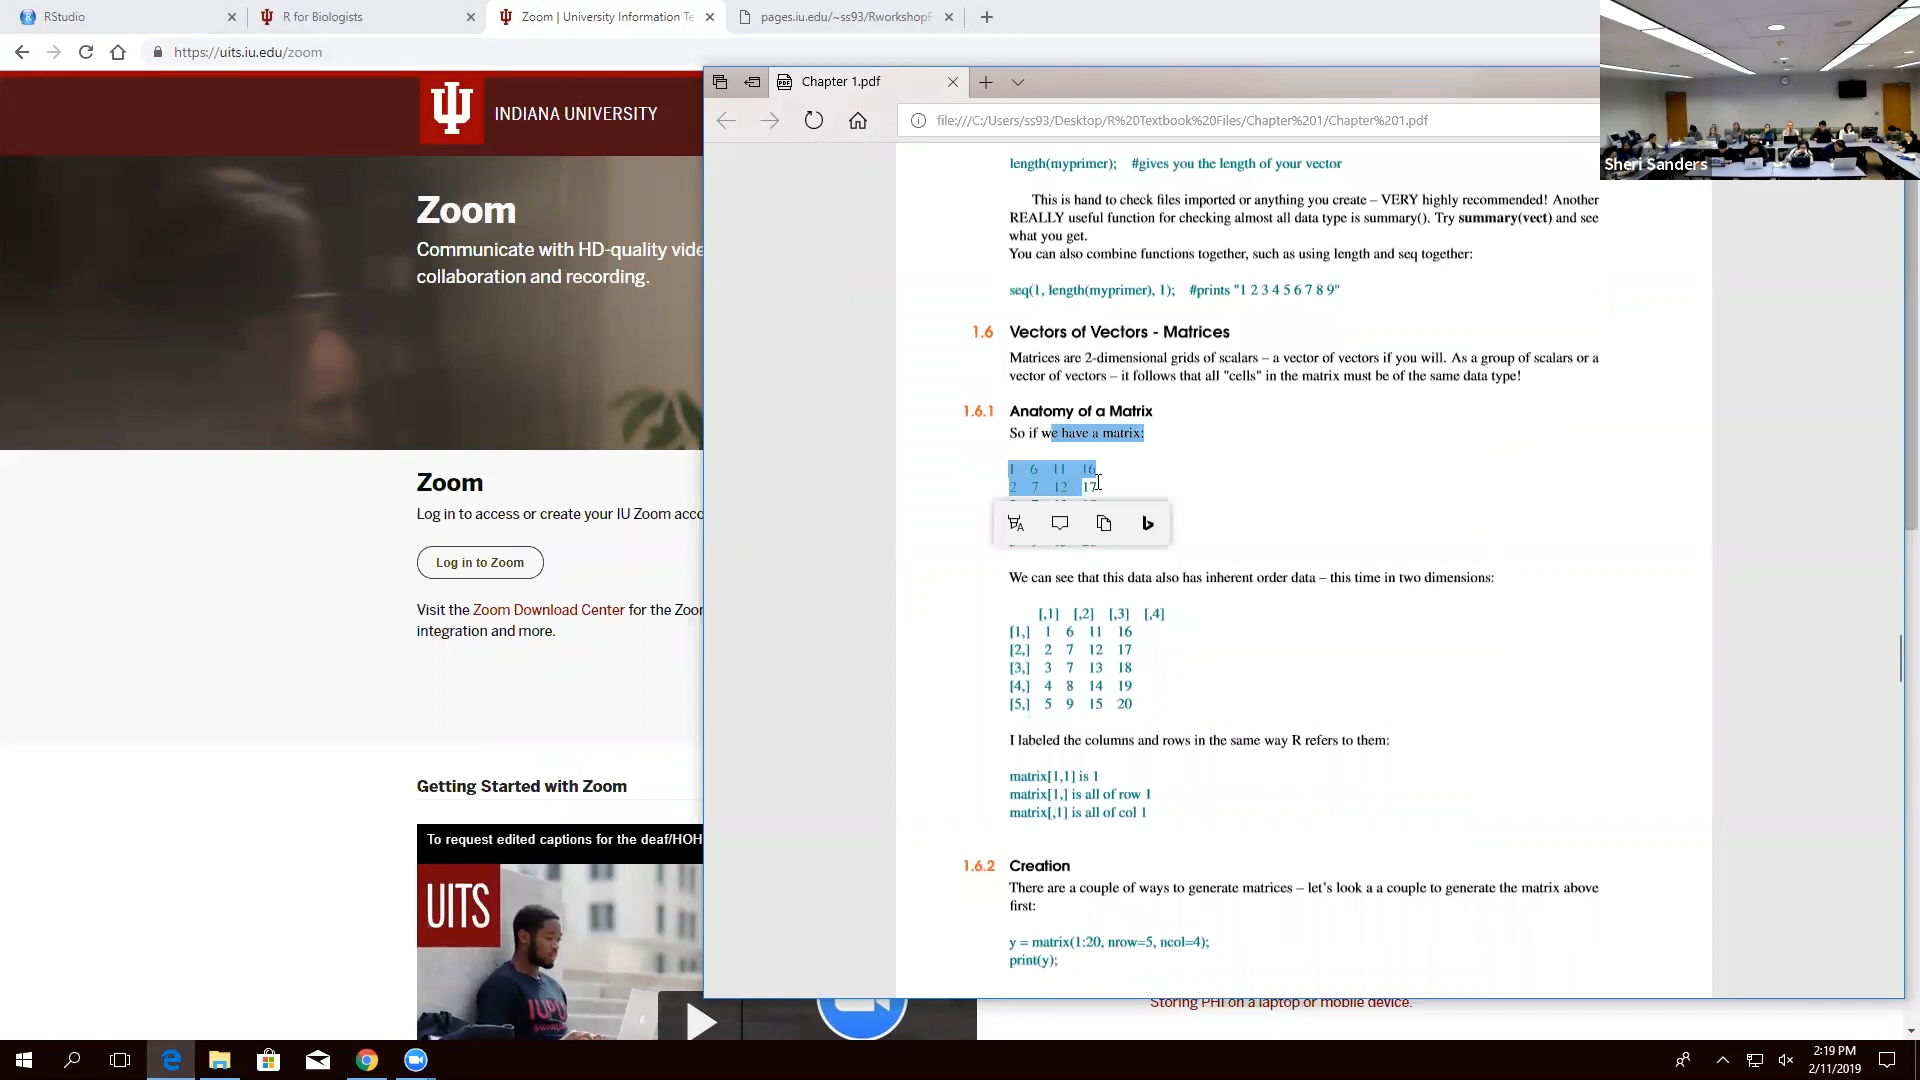 RStudio
R for Biologists
Zoom | University Information Te
pages.iu.edu/~ss93/RworkshopF
https://uits.iu.edu/zoom
INDIANA UNIVERSITY
Zoom
Communicate with HD-quality vide
collaboration and recording.
Zoom
Log in to access or create your IU Zoom acco
Log in to Zoom
Visit the Zoom Download Center for the Zoo
integration and more.
Getting Started with Zoom
To request edited captions for the deaf/HOH
UITS
IUPUI
Chapter 1.pdf
file:///C:/Users/ss93/Desktop/R%20Textbook%20Files/Chapter%201/Chapter%201.pdf
Sheri Sanders
length(myprimer); #gives you the length of your vector
This is hand to check files imported or anything you create – VERY highly recommended! Another
REALLY useful function for checking almost all data type is summary(). Try summary(vect) and see
what you get.
You can also combine functions together, such as using length and seq together:
seq(1, length(myprimer), 1); #prints "1 2 3 4 5 6 7 8 9"
1.6 Vectors of Vectors - Matrices
Matrices are 2-dimensional grids of scalars – a vector of vectors if you will. As a group of scalars or a
vector of vectors – it follows that all "cells" in the matrix must be of the same data type!
1.6.1 Anatomy of a Matrix
So if we have a matrix:
1 6 11 16
2 7 12 17
We can see that this data also has inherent order data – this time in two dimensions:
[,1] [,2] [,3] [,4]
[1,] 1 6 11 16
[2,] 2 7 12 17
[3,] 3 7 13 18
[4,] 4 8 14 19
[5,] 5 9 15 20
I labeled the columns and rows in the same way R refers to them:
matrix[1,1] is 1
matrix[1,] is all of row 1
matrix[,1] is all of col 1
1.6.2 Creation
There are a couple of ways to generate matrices – let's look a a couple to generate the matrix above
first:
y = matrix(1:20, nrow=5, ncol=4);
print(y);
Storing PHI on a laptop or mobile device.
2:19 PM
2/11/2019